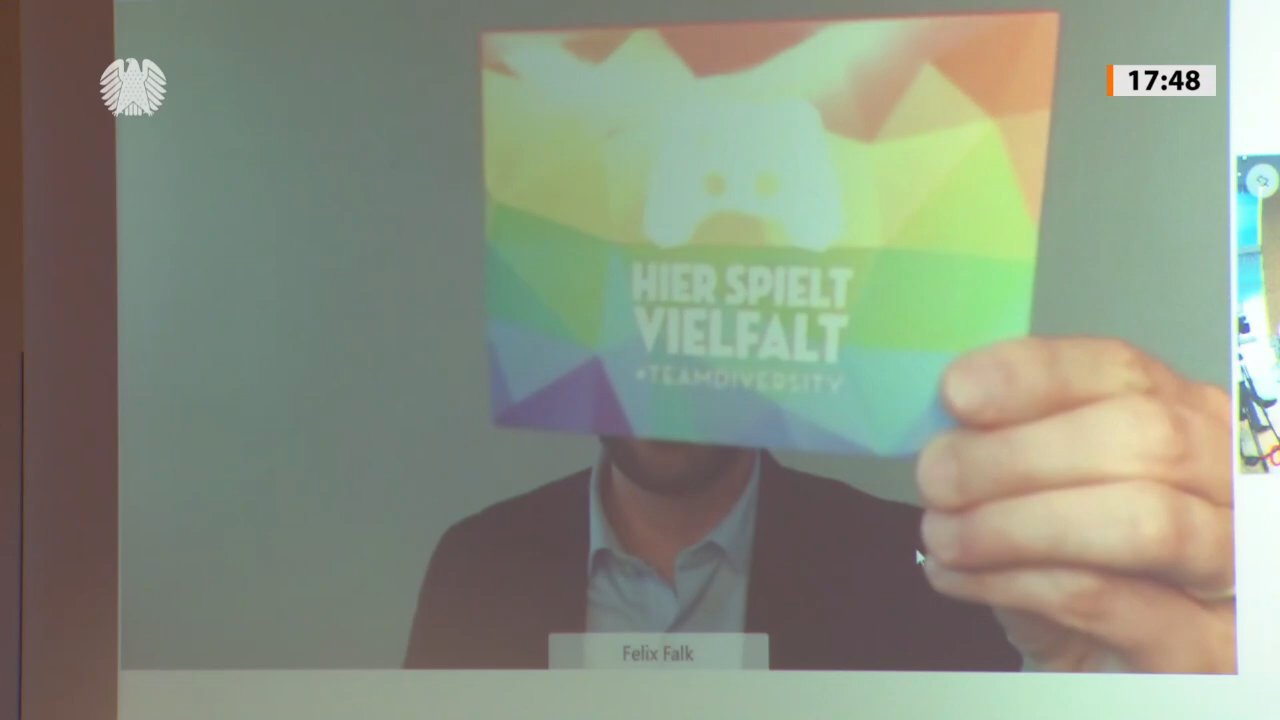 17:48
HIER SPIELT
VIELFALT
#TEAMDIVERSITY
Felix Falk